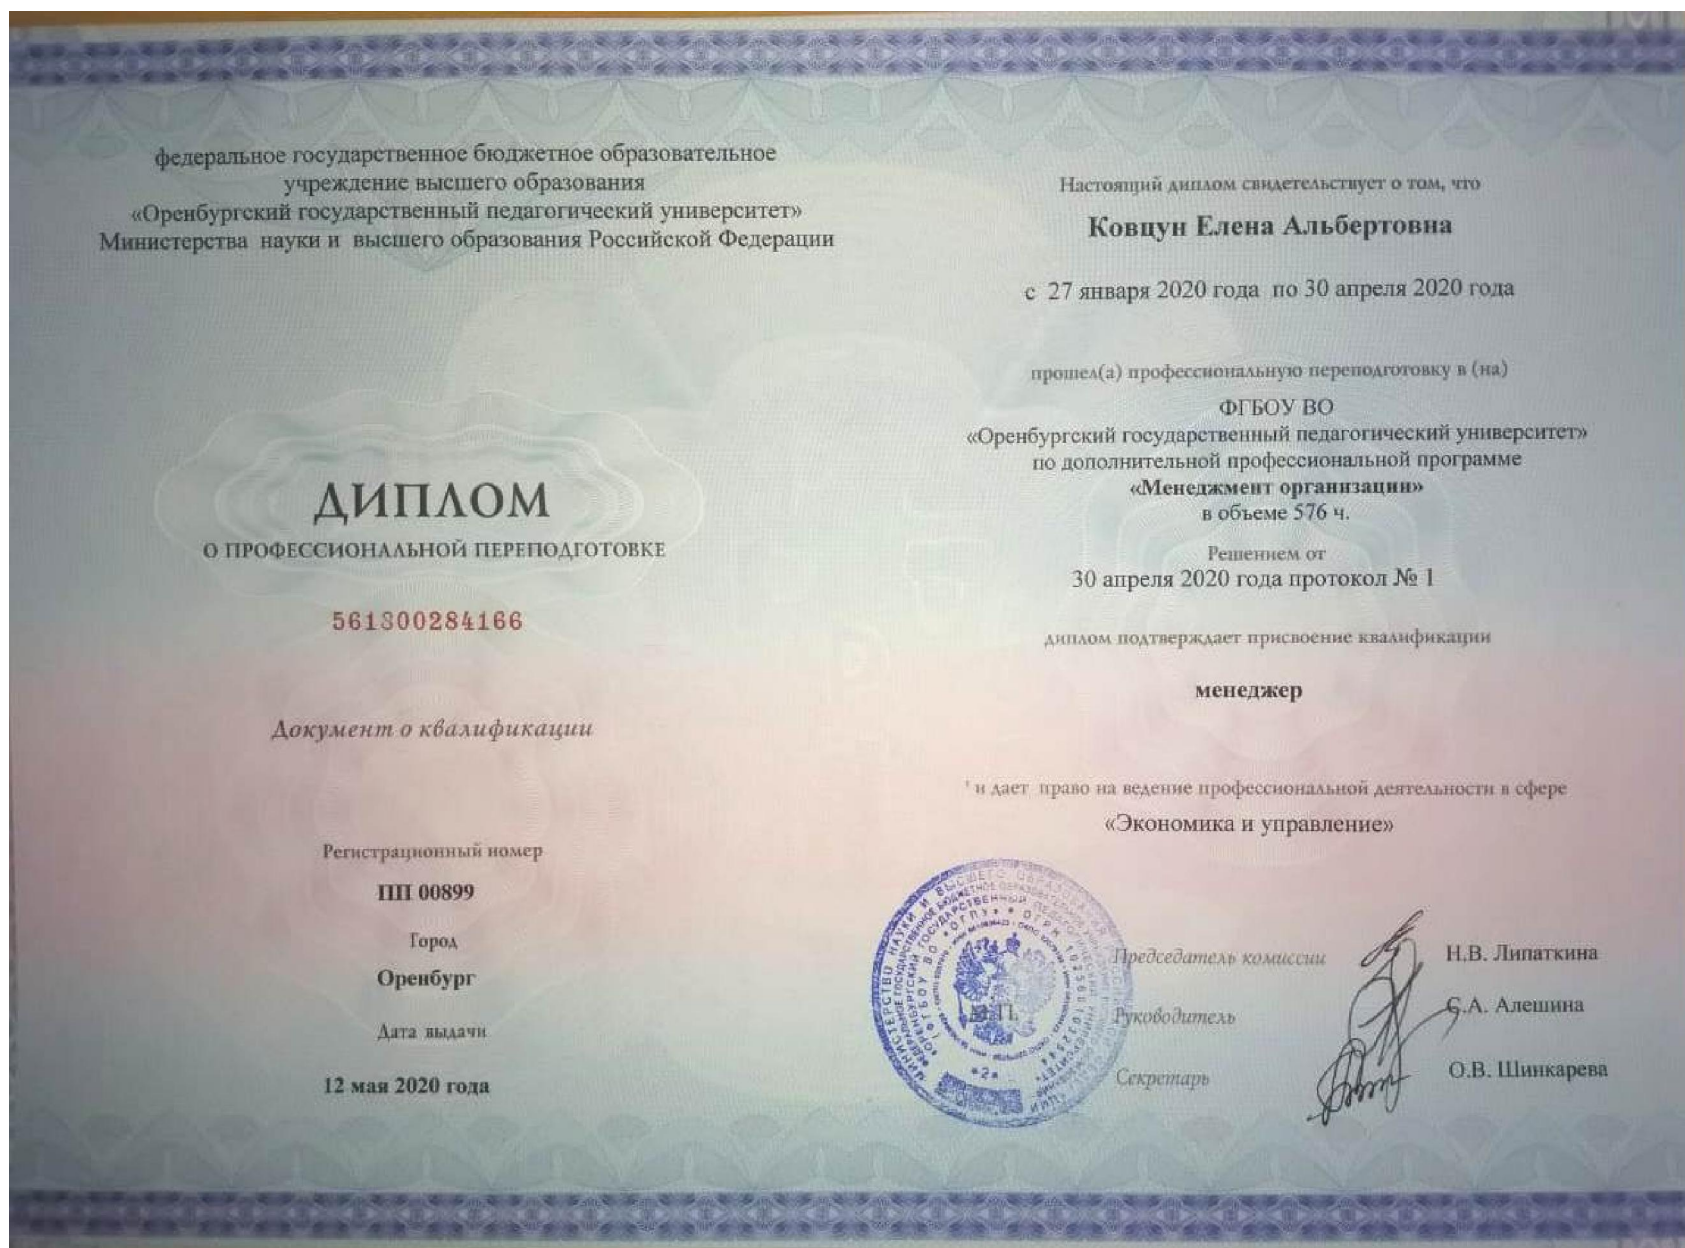 федеральное государственное бюджетное образовательное
учреждение высшего образования
«Оренбургский государственный педагогический университет»
Министерства науки и высшего образования Российской Федерации
ДИПЛОМ
О ПРОФЕССИОНАЛЬНОЙ ПЕРЕПОДГОТОВКЕ
561800284166
Документ о квалификации
Регистрационный номер
ПП 00899
Город
Оренбург
Дата выдачи
12 мая 2020 года
Настоящий диплом свидетельствует о том, что
Ковцун Елена Альбертовна
с 27 января 2020 года по 30 апреля 2020 года
прошел(а) профессиональную переподготовку в (на)
ФГБОУ ВО
«Оренбургский государственный педагогический университет»
по дополнительной профессиональной программе
«Менеджмент организации»
в объеме 576 ч.
Решением от
30 апреля 2020 года протокол № 1
диплом подтверждает присвоение квалификации
менеджер
и дает право на ведение профессиональной деятельности в сфере
«Экономика и управление»
М.П.
Председатель комиссии Н.В. Липаткина
Руководитель С.А. Алешина
Секретарь О.В. Шинкарева